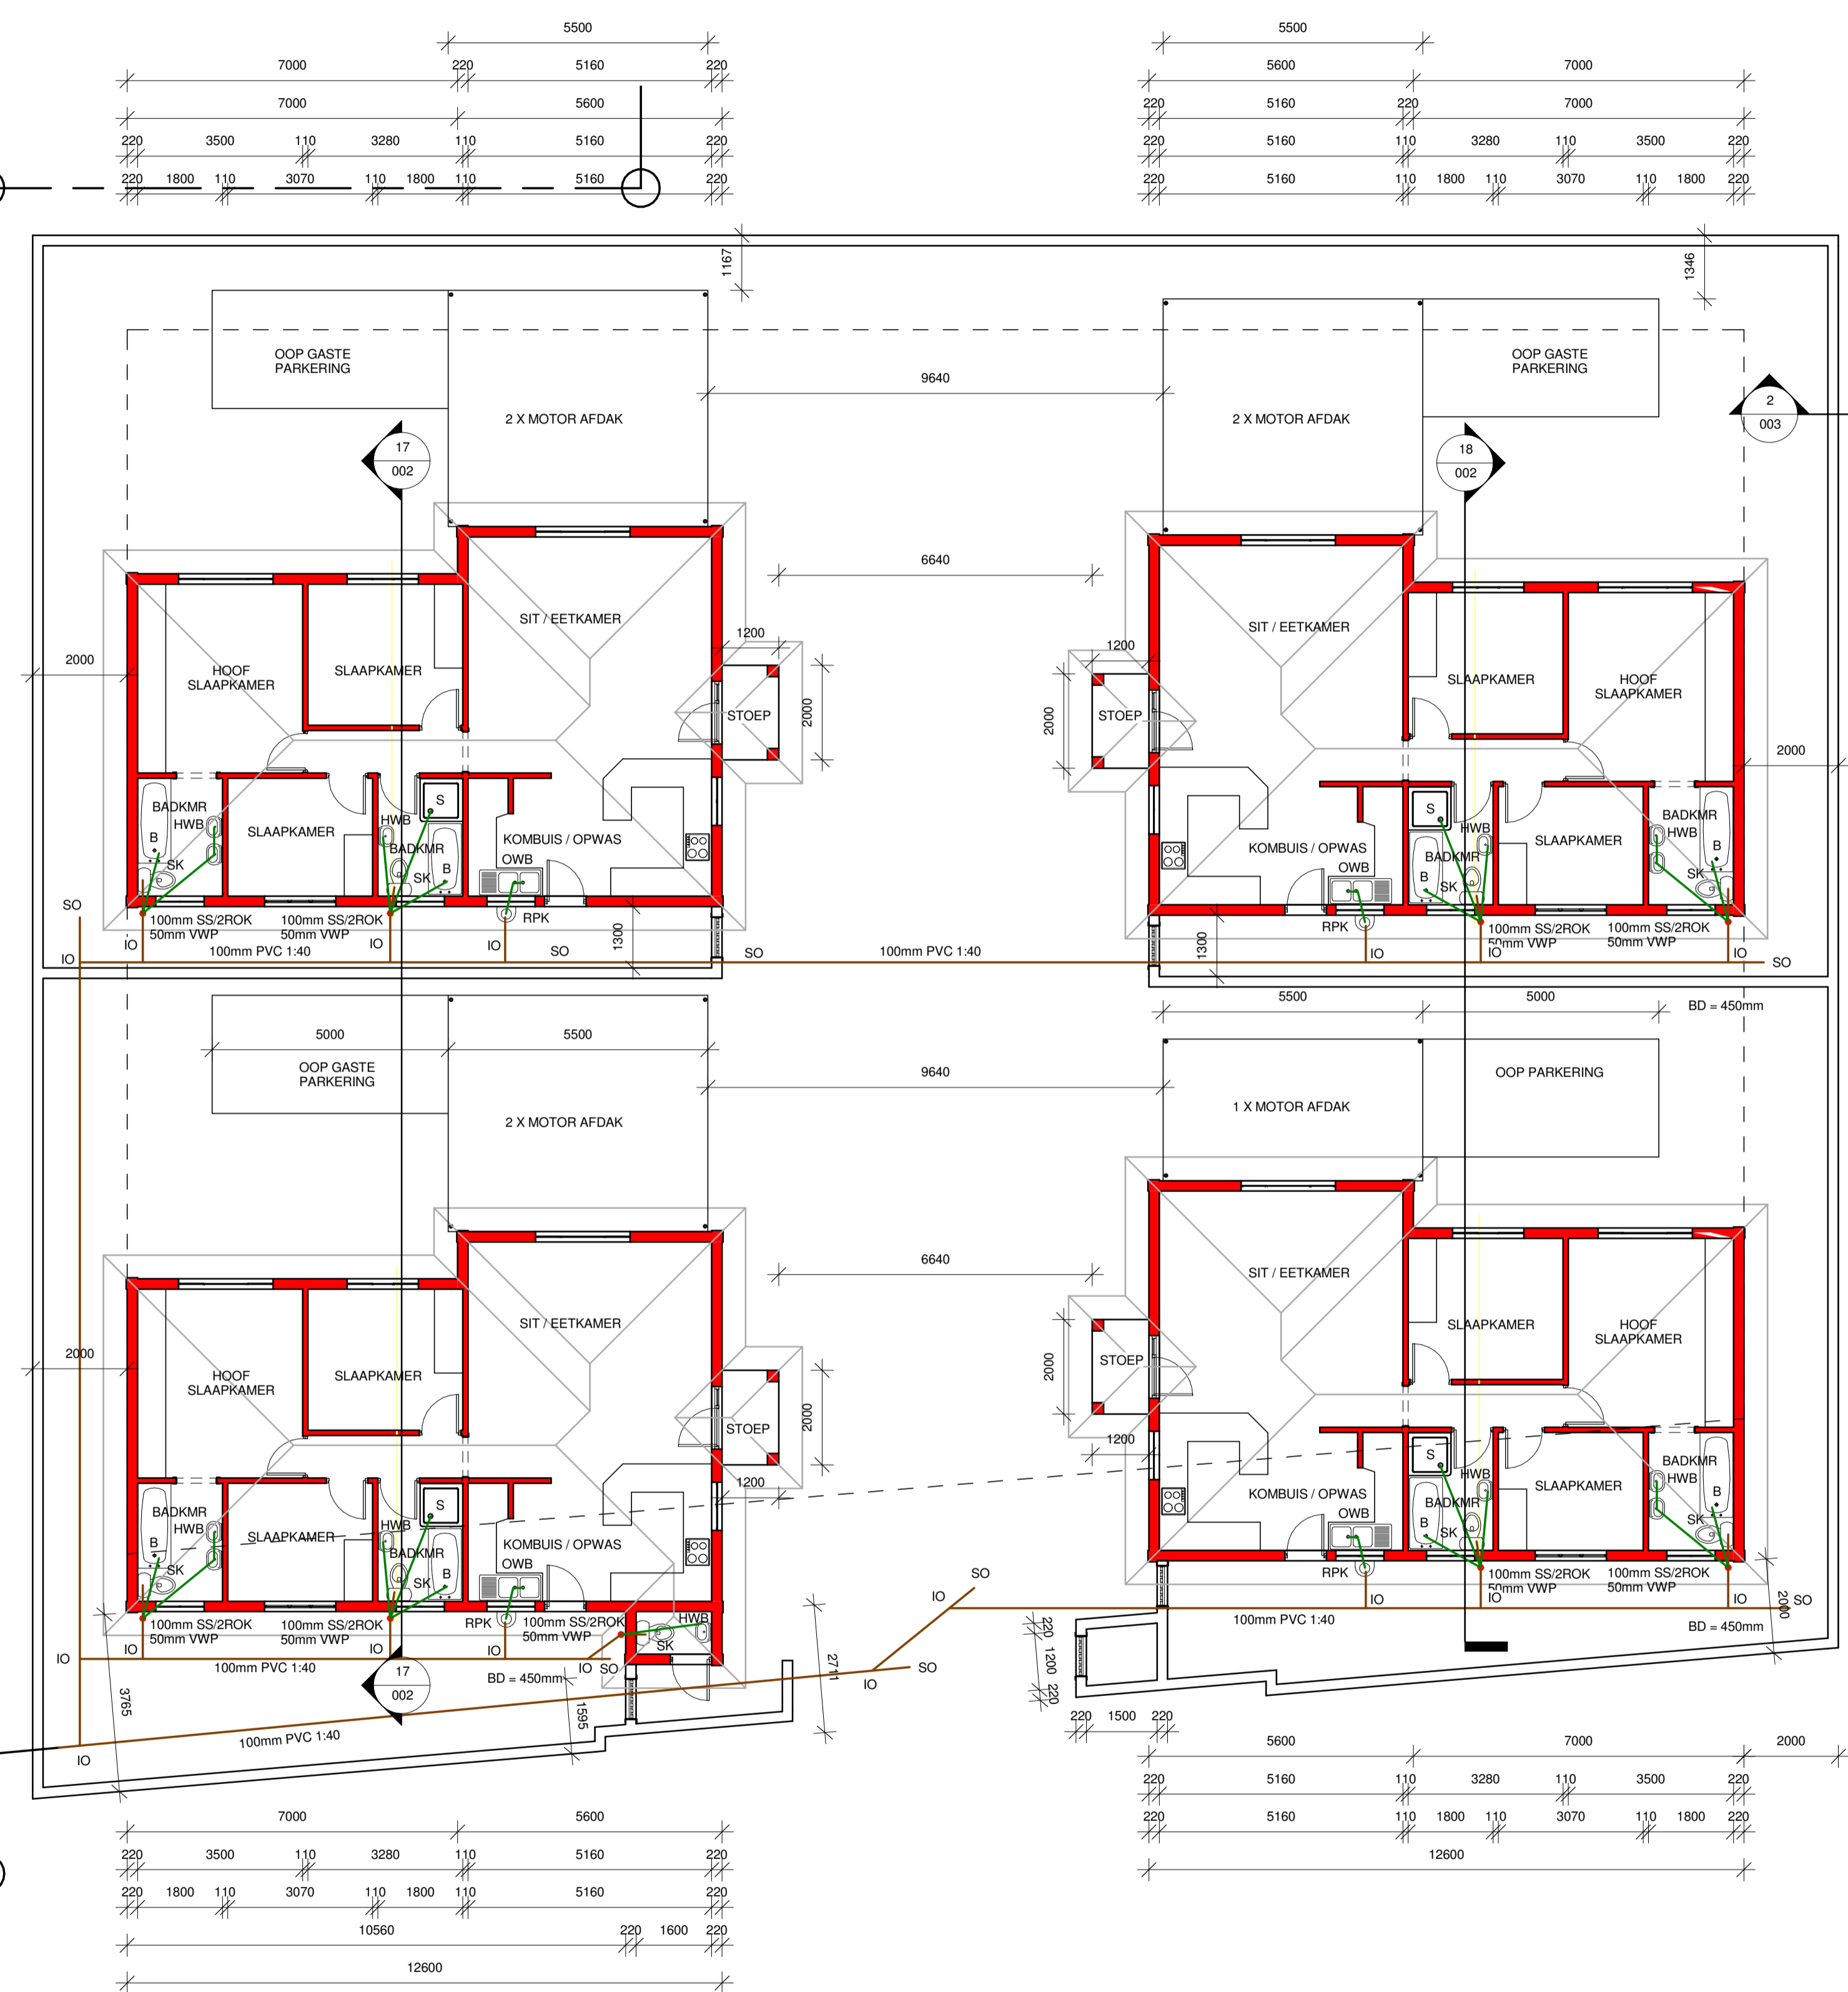 5500
5500
7000
220
5160
220
5600
7000
7000
5600
220
5160
220
7000
220
3500
110
3280
110
5160
220
220
5160
110
3280
110
3500
220
220
1800
110
3070
110
1800
110
5160
220
220
5160
110
1800
110
3070
110
1800
220
1167
1346
OOP GASTE
PARKERING
2 X MOTOR AFDAK
9640
2 X MOTOR AFDAK
OOP GASTE
PARKERING
2
003
17
002
18
002
6640
SIT / EETKAMER
1200
2000
HOOF
SLAAPKAMER
SLAAPKAMER
STOEP
2000
SIT / EETKAMER
1200
2000
STOEP
SLAAPKAMER
HOOF
SLAAPKAMER
2000
BADKMR
HWB
B
SK
SLAAPKAMER
HWB
S
BADKMR
SK
B
KOMBUIS / OPWAS
OWB
KOMBUIS / OPWAS
OWB
S
HWB
BADKMR
B
SK
SLAAPKAMER
BADKMR
HWB
B
SK
SO
100mm SS/2ROK
50mm VWP
100mm SS/2ROK
50mm VWP
RPK
IO
IO
IO
IO
100mm PVC 1:40
SO
1300
SO
100mm PVC 1:40
1300
RPK
100mm SS/2ROK
50mm VWP
100mm SS/2ROK
50mm VWP
IO
IO
IO
SO
5500
5000
BD = 450mm
5000
5500
OOP GASTE
PARKERING
2 X MOTOR AFDAK
9640
1 X MOTOR AFDAK
OOP PARKERING
6640
SIT / EETKAMER
2000
HOOF
SLAAPKAMER
SLAAPKAMER
STOEP
2000
1200
SIT / EETKAMER
2000
STOEP
1200
SLAAPKAMER
HOOF
SLAAPKAMER
BADKMR
HWB
B
SK
SLAAPKAMER
HWB
S
BADKMR
SK
B
KOMBUIS / OPWAS
OWB
KOMBUIS / OPWAS
OWB
S
HWB
BADKMR
B
SK
SLAAPKAMER
BADKMR
HWB
B
SK
100mm SS/2ROK
50mm VWP
100mm SS/2ROK
50mm VWP
RPK
100mm SS/2ROK
50mm VWP
HWB
SK
IO
IO
IO
IO
IO
SO
100mm PVC 1:40
17
002
BD = 450mm
3765
1595
2711
100mm PVC 1:40
IO
SO
IO
IO
SO
RPK
100mm SS/2ROK
50mm VWP
100mm SS/2ROK
50mm VWP
IO
IO
IO
SO
100mm PVC 1:40
2000
BD = 450mm
220
1200
220
220
1500
220
5600
7000
2000
220
5160
110
3280
110
3500
220
220
5160
110
1800
110
3070
110
1800
220
12600
7000
5600
220
3500
110
3280
110
5160
220
220
1800
110
3070
110
1800
110
5160
220
10560
220
1600
220
12600